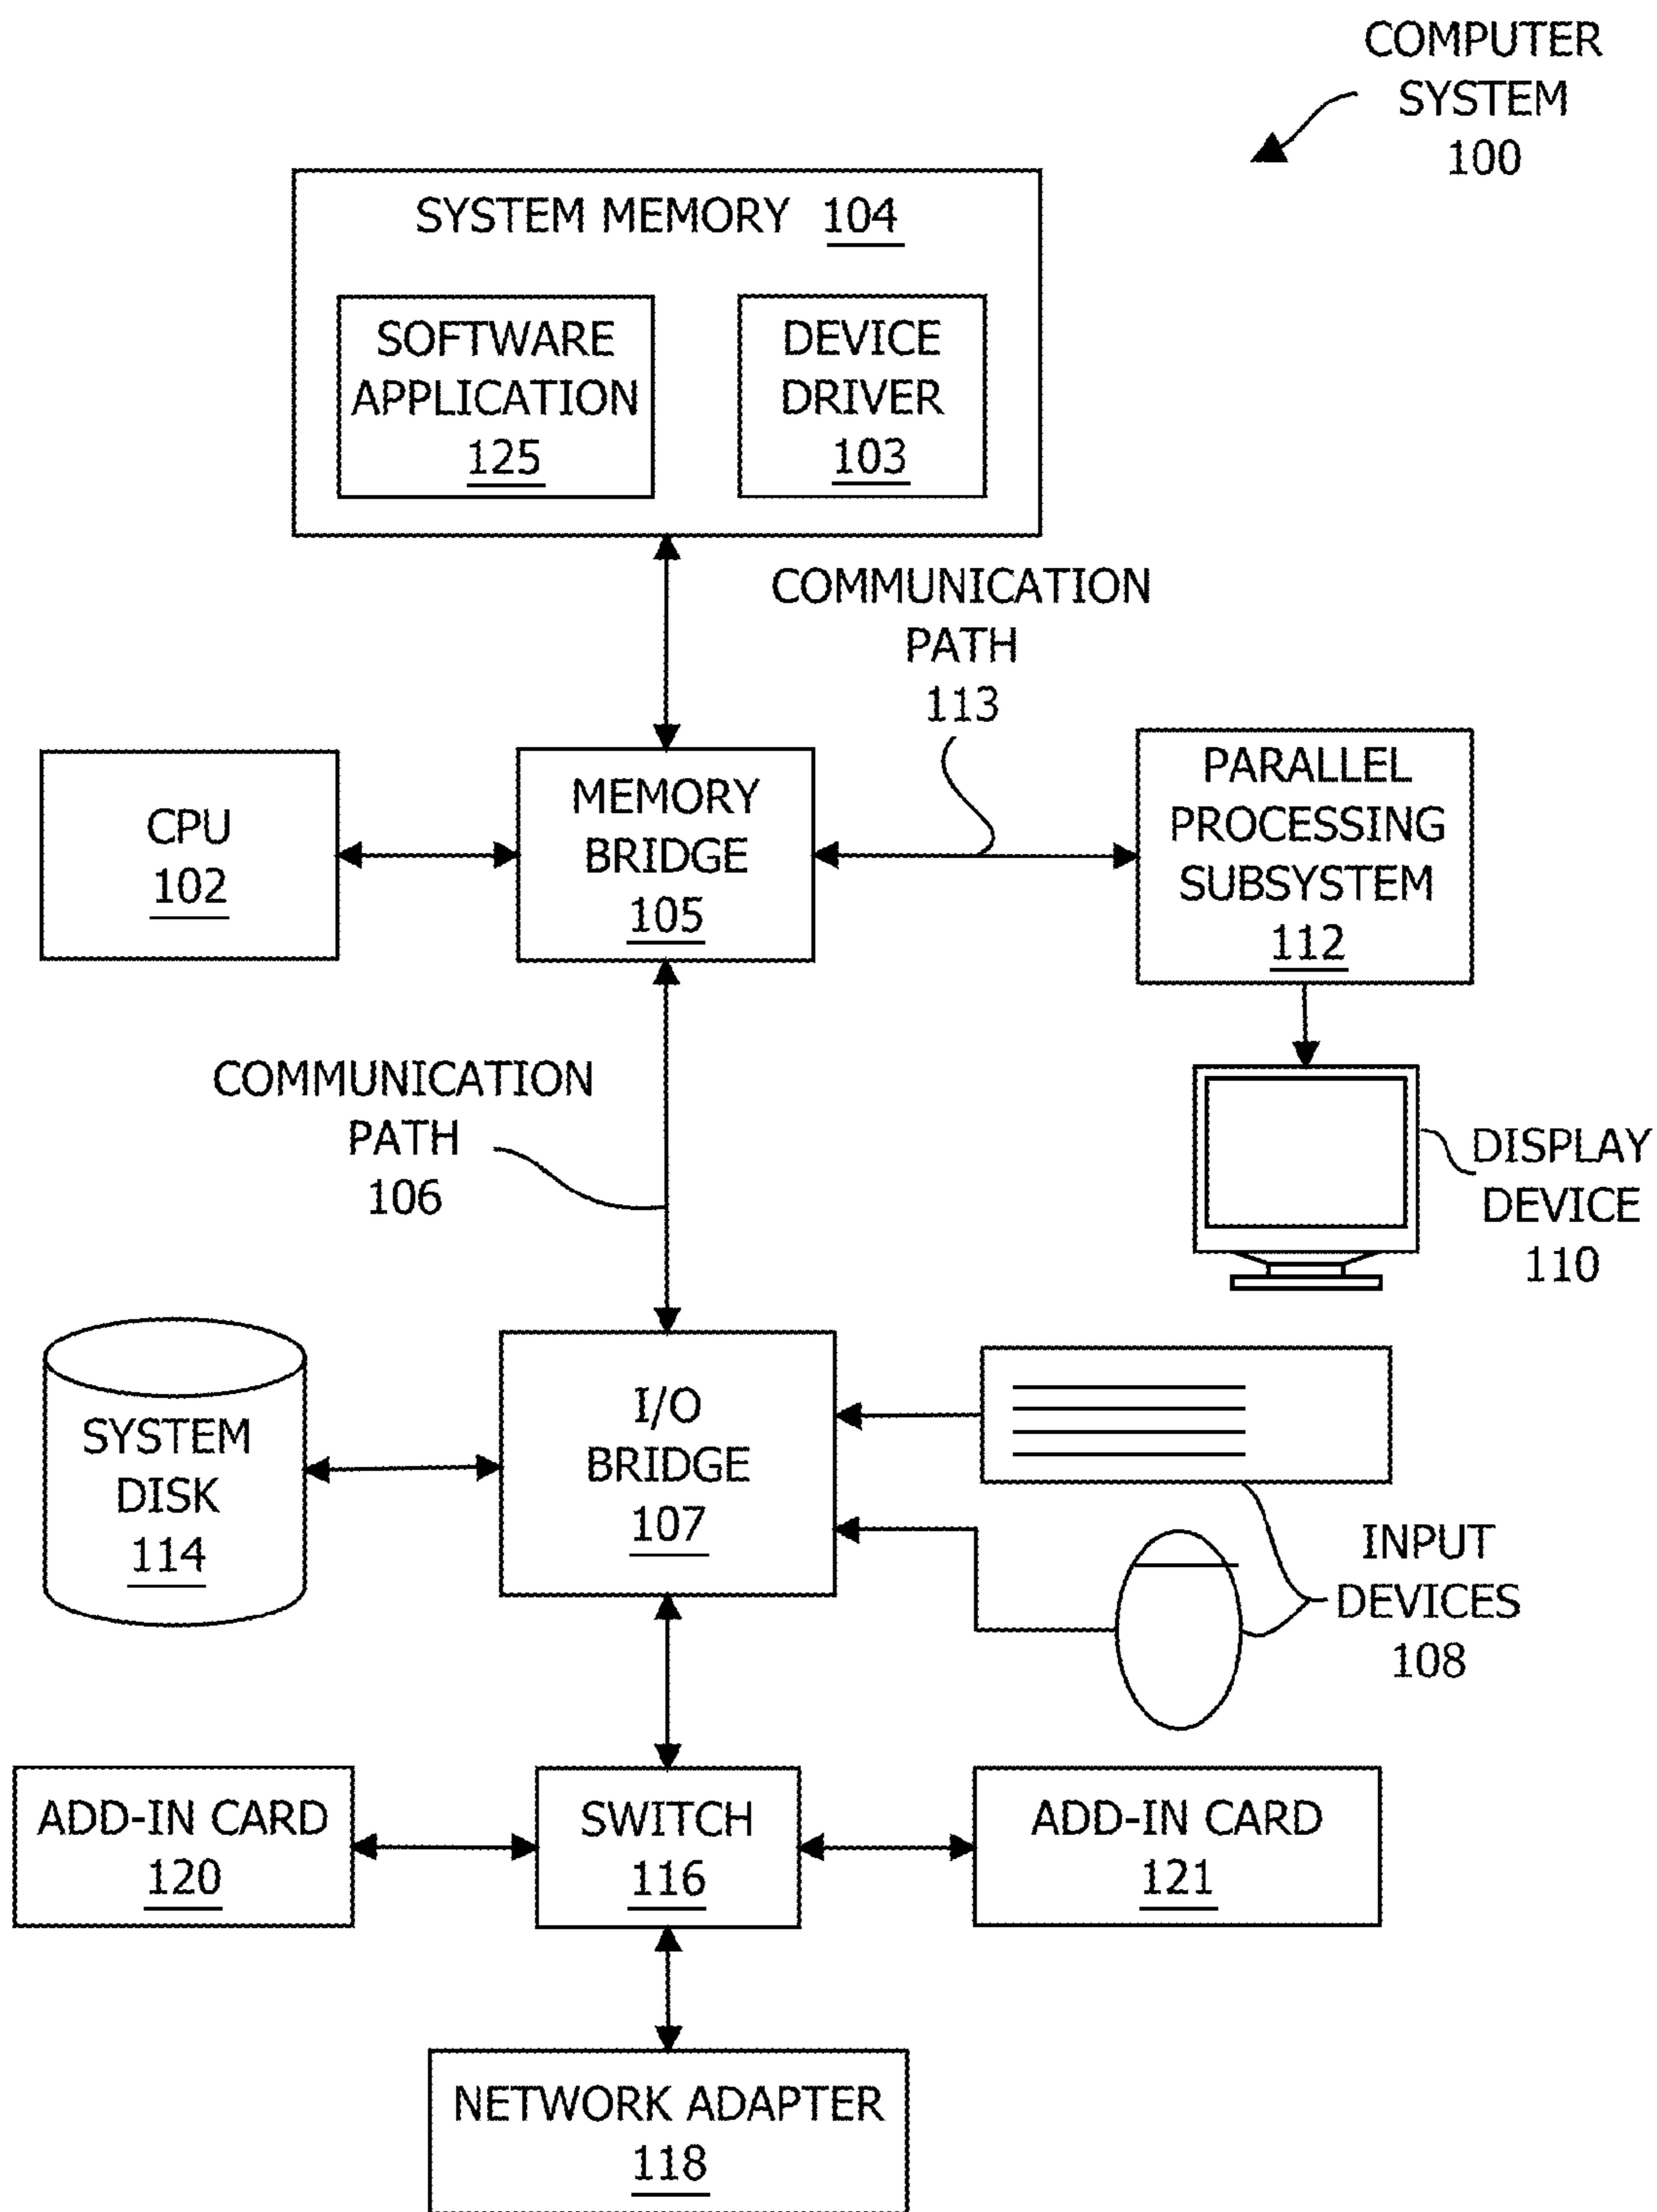 COMPUTER
SYSTEM
100
SYSTEM MEMORY 104
SOFTWARE
APPLICATION
125
DEVICE
DRIVER
103
COMMUNICATION
PATH
113
CPU
102
MEMORY
BRIDGE
105
PARALLEL
PROCESSING
SUBSYSTEM
112
COMMUNICATION
PATH
106
DISPLAY
DEVICE
110
SYSTEM
DISK
114
I/O
BRIDGE
107
INPUT
DEVICES
108
ADD-IN CARD
120
SWITCH
116
ADD-IN CARD
121
NETWORK ADAPTER
118